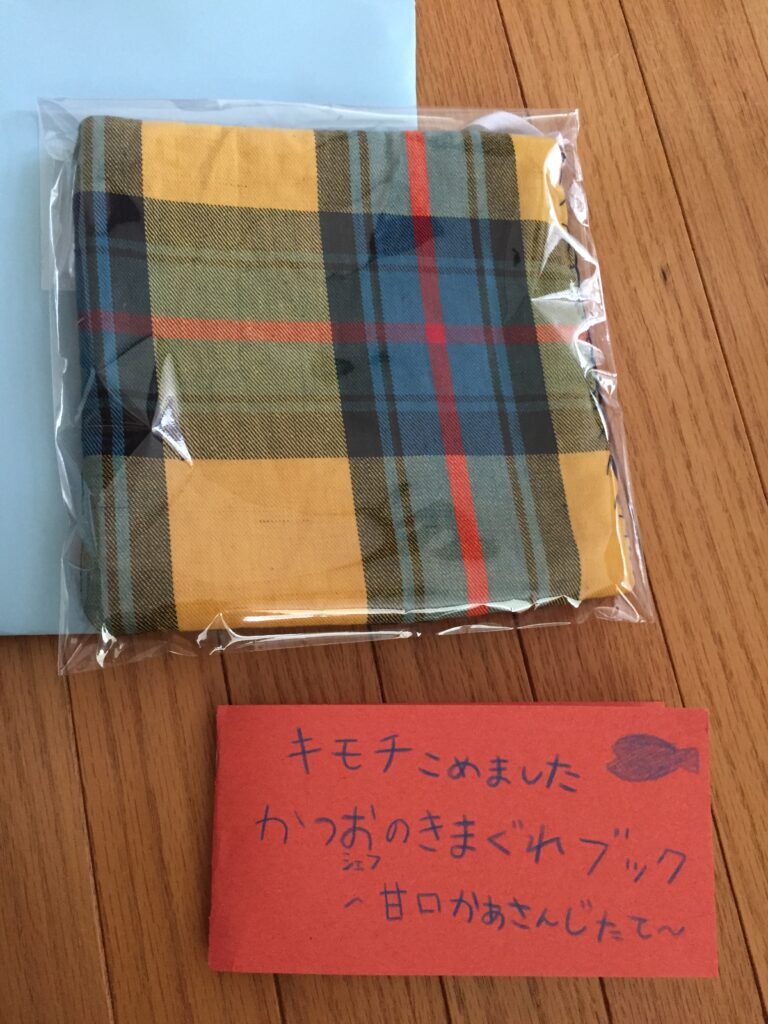 キモチこめました
かつおのきまぐれブック
シェフ
～甘口かあさんじたて～